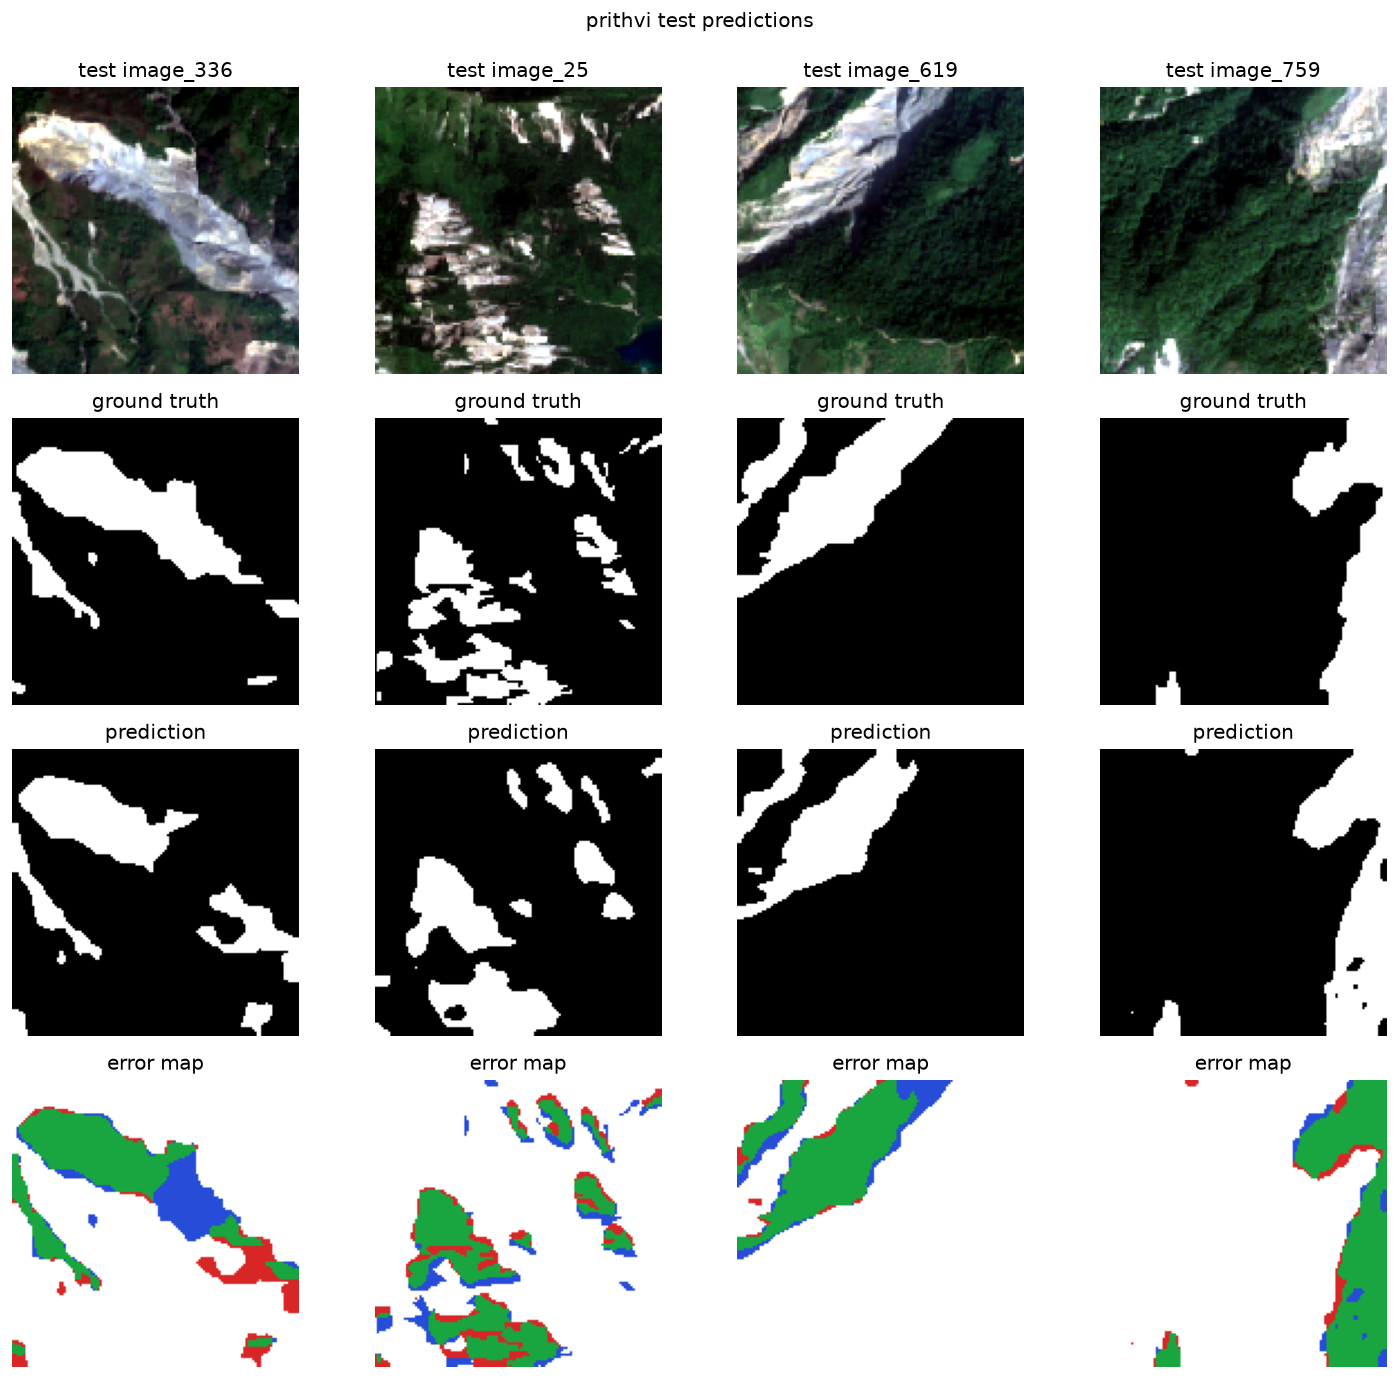 prithvi test predictions
test image_336
test image_25
test image_619
test image_759
ground truth
ground truth
ground truth
ground truth
prediction
prediction
prediction
prediction
error map
error map
error map
error map